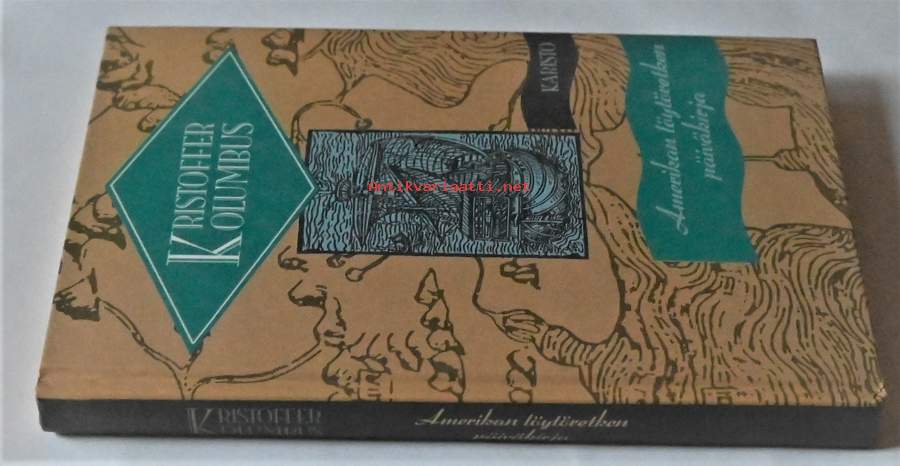 KRISTOFFER
KOLUMBUS
KARISTO
Amerikan löytöretken
päiväkirja
Antikvariaatti.net
KRISTOFFER
KOLUMBUS
Amerikan löytöretken
päiväkirja